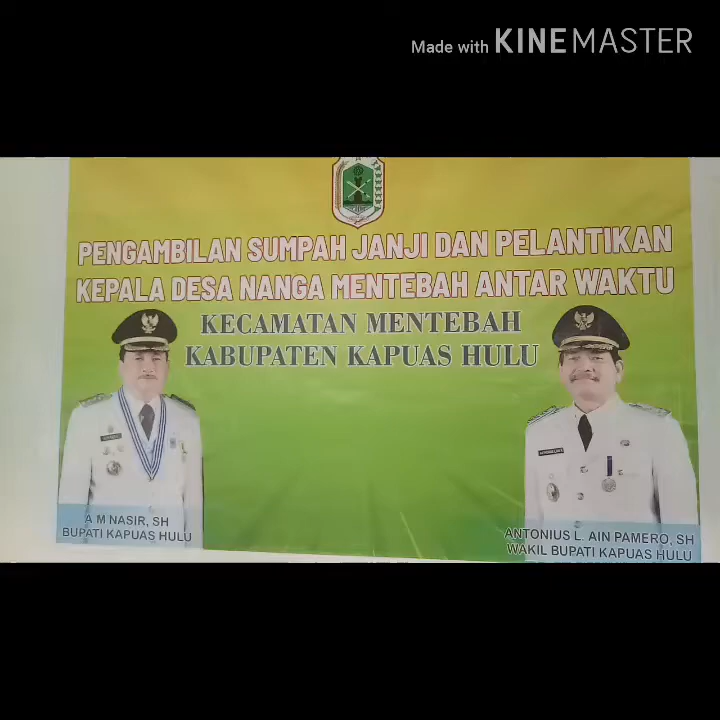 Made with KINEMASTER
PENGAMBILAN SUMPAH JANJI DAN PELANTIKAN
KEPALA DESA NANGA MENTEBAH ANTAR WAKTU
KECAMATAN MENTEBAH
KABUPATEN KAPUAS HULU
A M NASIR, SH
BUPATI KAPUAS HULU
ANTONIUS L. AIN PAMERO, SH
WAKIL BUPATI KAPUAS HULU